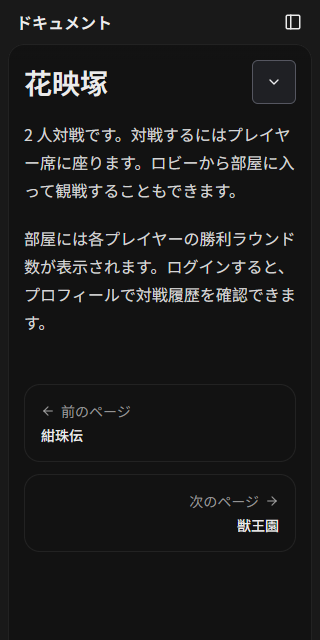 ドキュメント
花映塚
2 人対戦です。対戦するにはプレイヤ
ー席に座ります。ロビーから部屋に入
って観戦することもできます。
部屋には各プレイヤーの勝利ラウンド
数が表示されます。ログインすると、
プロフィールで対戦履歴を確認できま
す。
← 前のページ
紺珠伝
次のページ →
獣王園